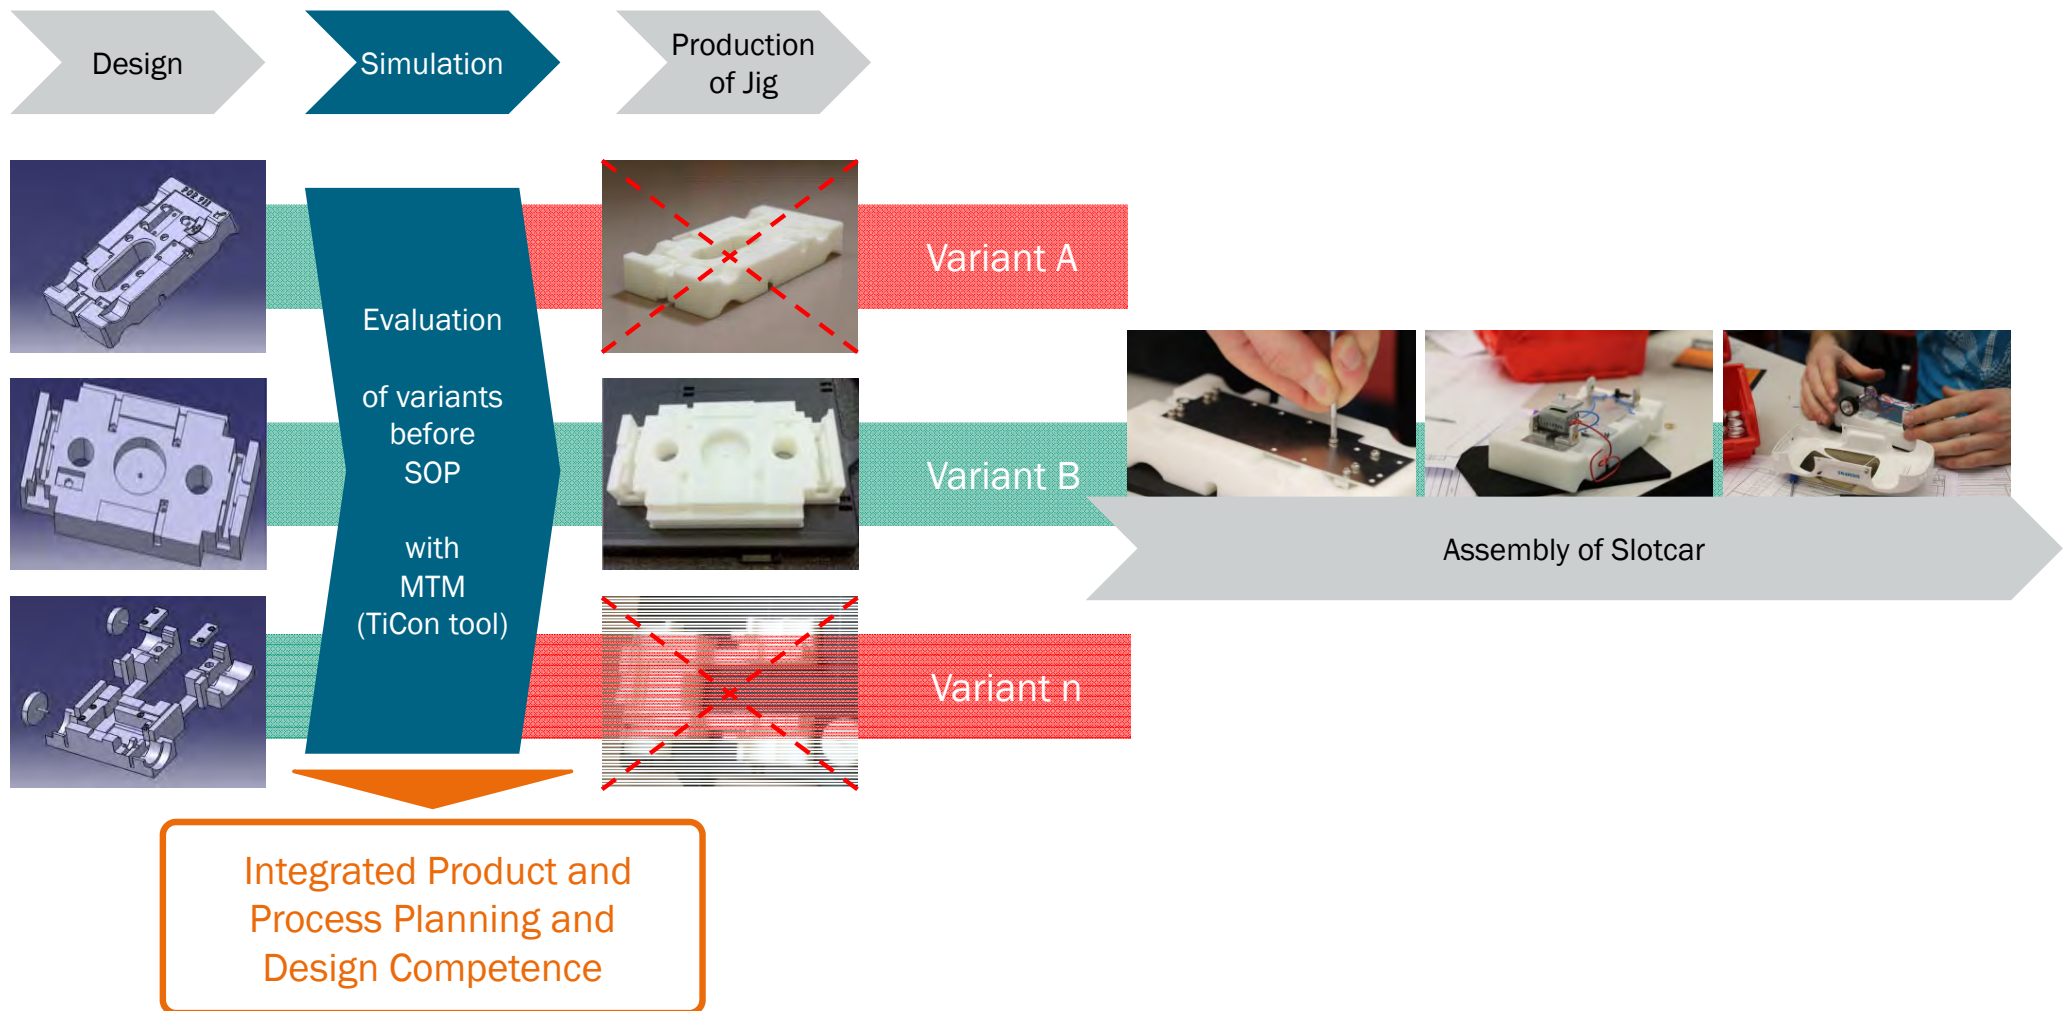 Design
Simulation
Production
of Jig
Variant A
Evaluation
of variants
before
SOP
with
MTM
(TiCon tool)
Variant B
Assembly of Slotcar
Variant n
Integrated Product and
Process Planning and
Design Competence